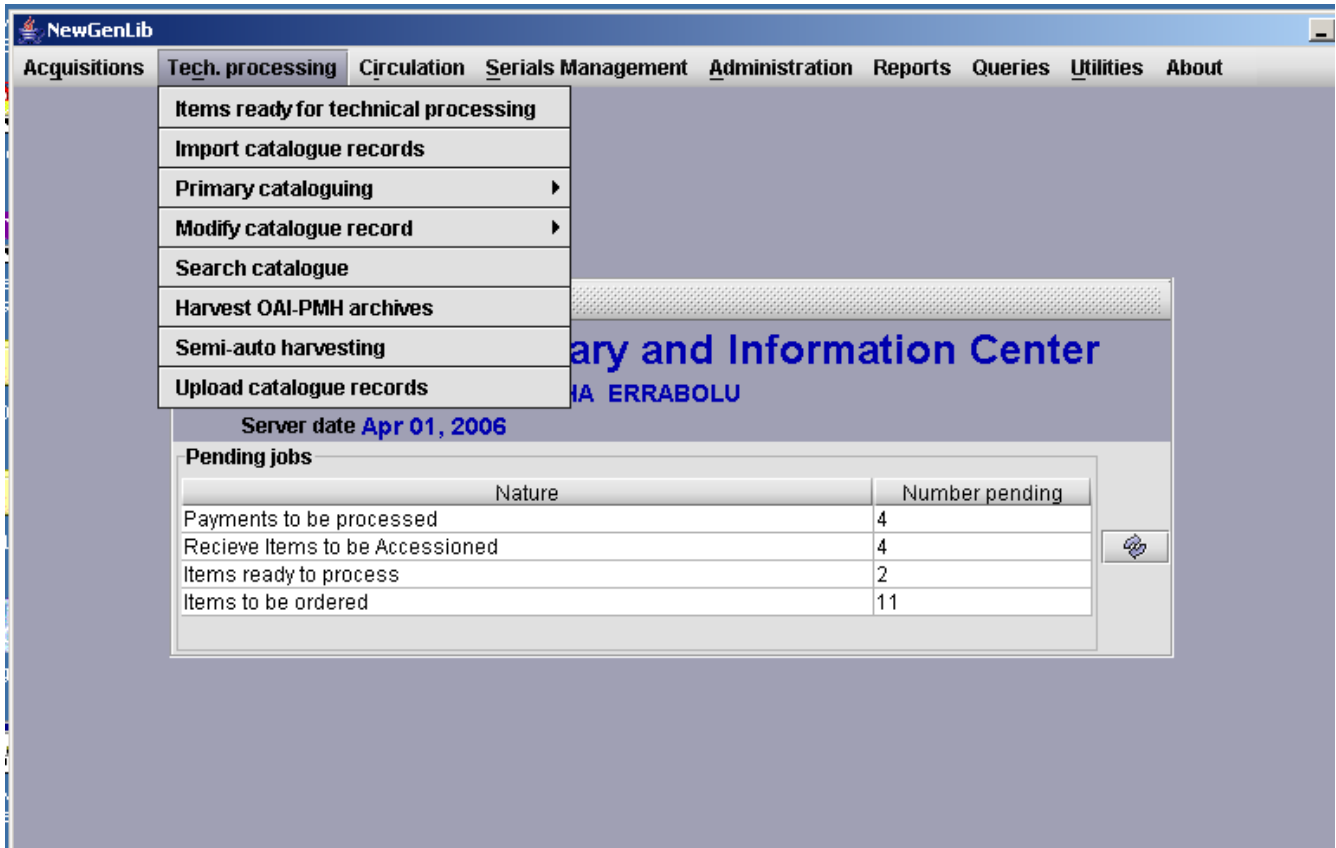 NewGenLib
Acquisitions Tech. processing Circulation Serials Management Administration Reports Queries Utilities About
Items ready for technical processing
Import catalogue records
Primary cataloguing
Modify catalogue record
Search catalogue
Harvest OAI-PMH archives
Semi-auto harvesting
Upload catalogue records
and Information Center
ERRABOLU
Server date Apr 01, 2006
Pending jobs
Nature Number pending
Payments to be processed 4
Recieve Items to be Accessioned 4
Items ready to process 2
Items to be ordered 11